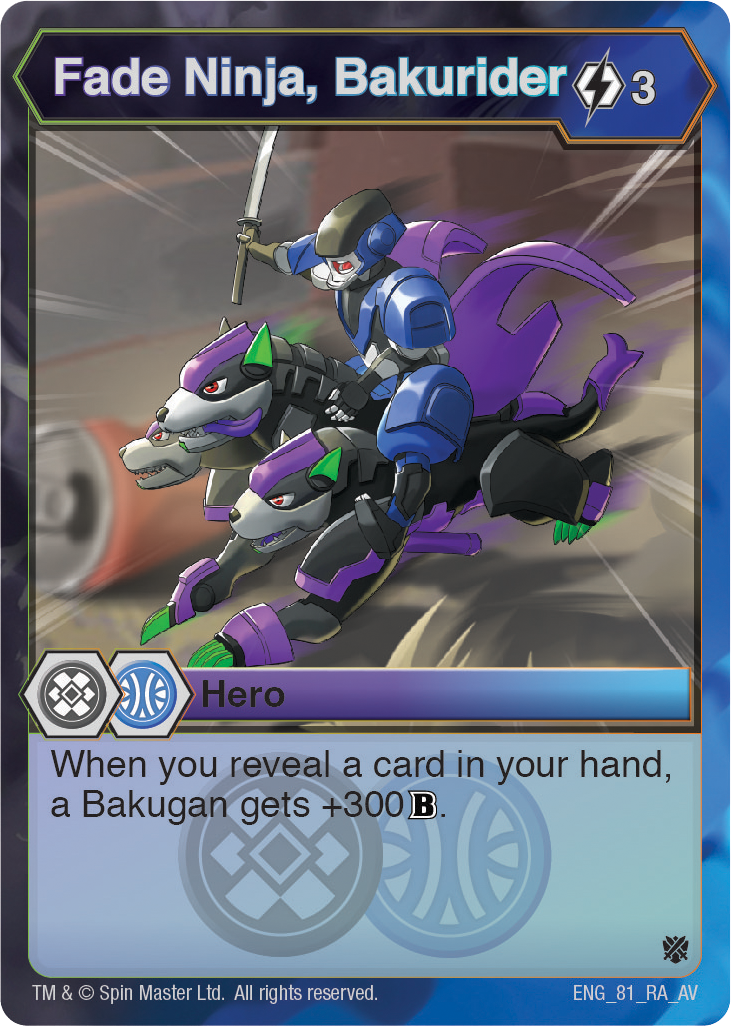 Fade Ninja, Bakurider 3
Hero
When you reveal a card in your hand,
a Bakugan gets +300 B.
TM & © Spin Master Ltd. All rights reserved.
ENG_81_RA_AV